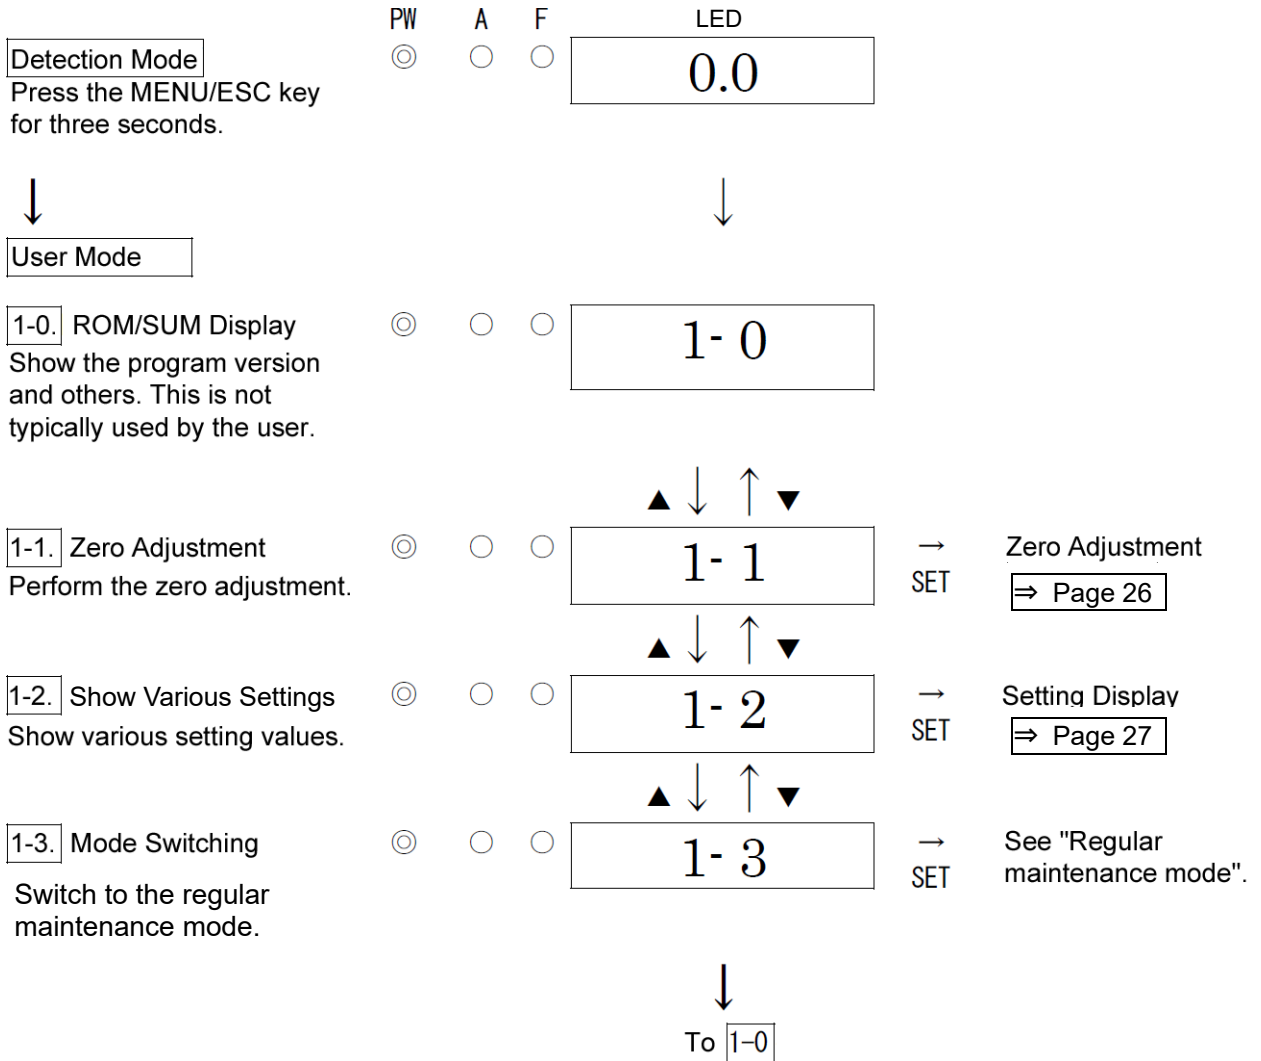 PW A F LED
Detection Mode ◎ ○ ○ 0.0
Press the MENU/ESC key
for three seconds.
↓ ↓
User Mode
1-0. ROM/SUM Display ◎ ○ ○ 1- 0
Show the program version
and others. This is not
typically used by the user.
▲ ↓ ↑ ▼
1-1. Zero Adjustment ◎ ○ ○ 1- 1 → Zero Adjustment
Perform the zero adjustment. SET ⇒ Page 26
▲ ↓ ↑ ▼
1-2. Show Various Settings ◎ ○ ○ 1- 2 → Setting Display
Show various setting values. SET ⇒ Page 27
▲ ↓ ↑ ▼
1-3. Mode Switching ◎ ○ ○ 1- 3 → See "Regular
SET maintenance mode".
Switch to the regular
maintenance mode.
↓
To 1-0